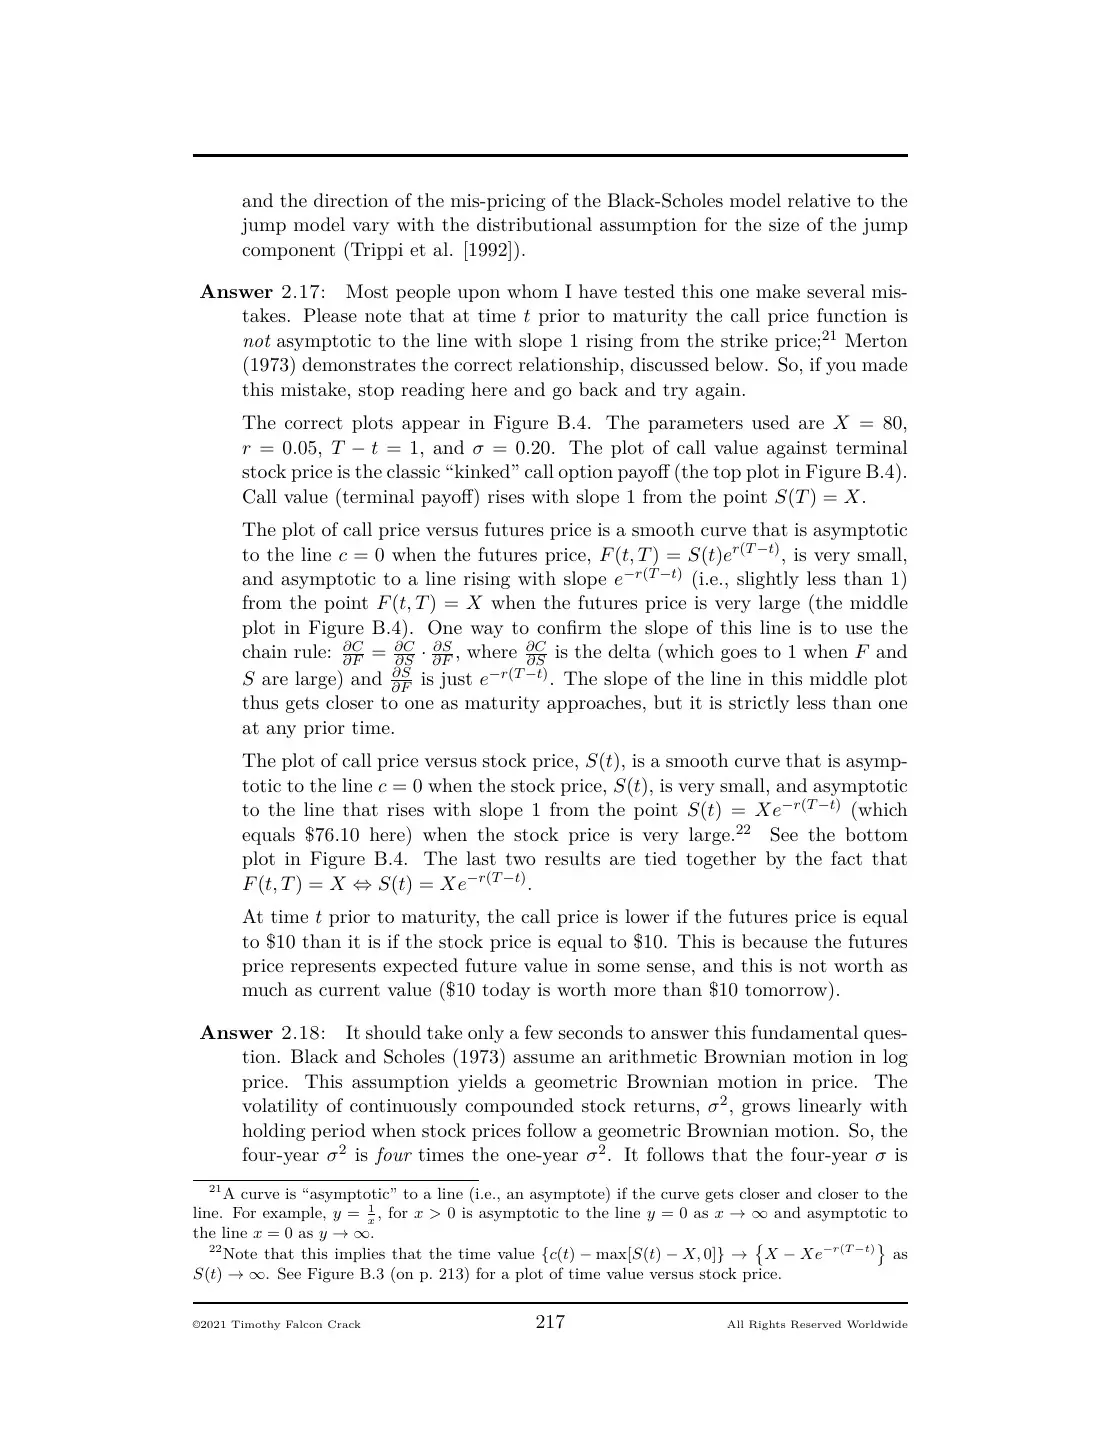 and the direction of the mis-pricing of the Black-Scholes model relative to the
jump model vary with the distributional assumption for the size of the jump
component (Trippi et al. [1992]).
Answer 2.17: Most people upon whom I have tested this one make several mis-
takes. Please note that at time t prior to maturity the call price function is
not asymptotic to the line with slope 1 rising from the strike price;²¹ Merton
(1973) demonstrates the correct relationship, discussed below. So, if you made
this mistake, stop reading here and go back and try again.
The correct plots appear in Figure B.4. The parameters used are X = 80,
r = 0.05, T − t = 1, and σ = 0.20. The plot of call value against terminal
stock price is the classic “kinked” call option payoff (the top plot in Figure B.4).
Call value (terminal payoff) rises with slope 1 from the point S(T) = X.
The plot of call price versus futures price is a smooth curve that is asymptotic
to the line c = 0 when the futures price, F(t, T) = S(t)e^{r(T−t)}, is very small,
and asymptotic to a line rising with slope e^{−r(T−t)} (i.e., slightly less than 1)
from the point F(t, T) = X when the futures price is very large (the middle
plot in Figure B.4). One way to confirm the slope of this line is to use the
chain rule: ∂C/∂F = ∂C/∂S · ∂S/∂F, where ∂C/∂S is the delta (which goes to 1 when F and
S are large) and ∂S/∂F is just e^{−r(T−t)}. The slope of the line in this middle plot
thus gets closer to one as maturity approaches, but it is strictly less than one
at any prior time.
The plot of call price versus stock price, S(t), is a smooth curve that is asymp-
totic to the line c = 0 when the stock price, S(t), is very small, and asymptotic
to the line that rises with slope 1 from the point S(t) = Xe^{−r(T−t)} (which
equals $76.10 here) when the stock price is very large.²² See the bottom
plot in Figure B.4. The last two results are tied together by the fact that
F(t, T) = X ⇔ S(t) = Xe^{−r(T−t)}.
At time t prior to maturity, the call price is lower if the futures price is equal
to $10 than it is if the stock price is equal to $10. This is because the futures
price represents expected future value in some sense, and this is not worth as
much as current value ($10 today is worth more than $10 tomorrow).
Answer 2.18: It should take only a few seconds to answer this fundamental ques-
tion. Black and Scholes (1973) assume an arithmetic Brownian motion in log
price. This assumption yields a geometric Brownian motion in price. The
volatility of continuously compounded stock returns, σ², grows linearly with
holding period when stock prices follow a geometric Brownian motion. So, the
four-year σ² is four times the one-year σ². It follows that the four-year σ is
²¹A curve is “asymptotic” to a line (i.e., an asymptote) if the curve gets closer and closer to the
line. For example, y = 1/x, for x > 0 is asymptotic to the line y = 0 as x → ∞ and asymptotic to
the line x = 0 as y → ∞.
²²Note that this implies that the time value {c(t) − max[S(t) − X, 0]} → {X − Xe^{−r(T−t)}} as
S(t) → ∞. See Figure B.3 (on p. 213) for a plot of time value versus stock price.
©2021 Timothy Falcon Crack 217 All Rights Reserved Worldwide